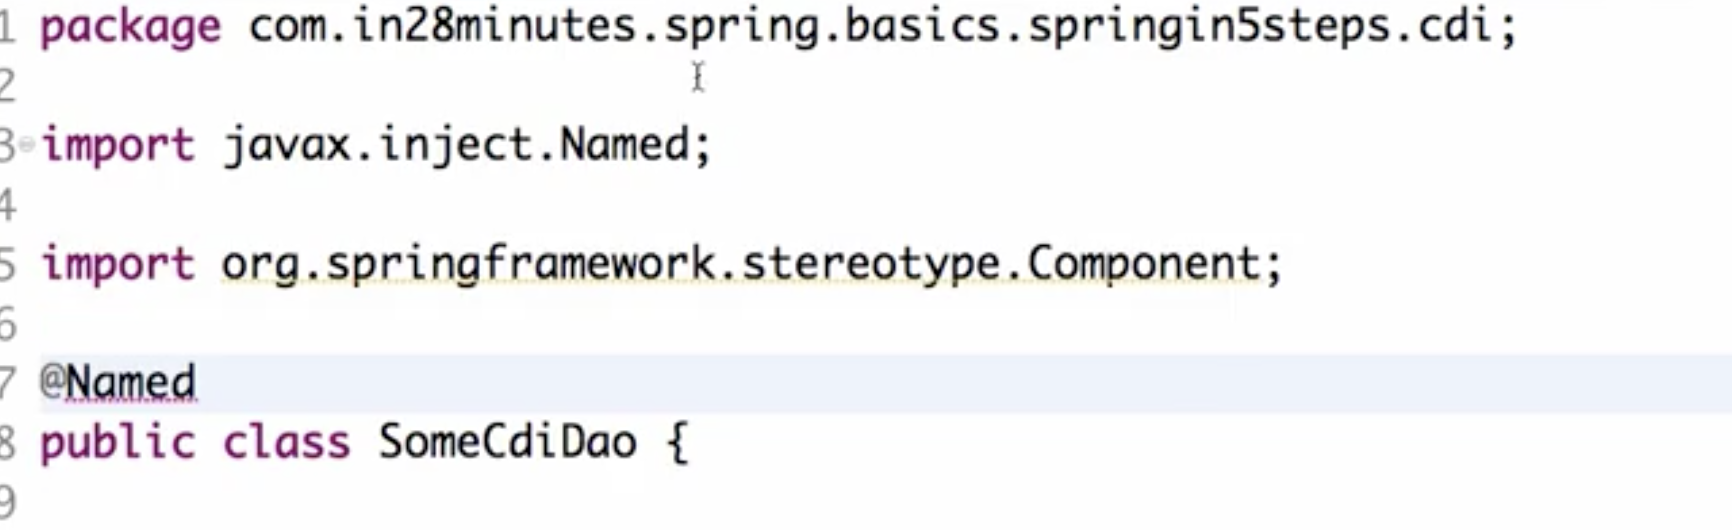 1 package com.in28minutes.spring.basics.springin5steps.cdi;
2
3 import javax.inject.Named;
4
5 import org.springframework.stereotype.Component;
6
7 @Named
8 public class SomeCdiDao {
9